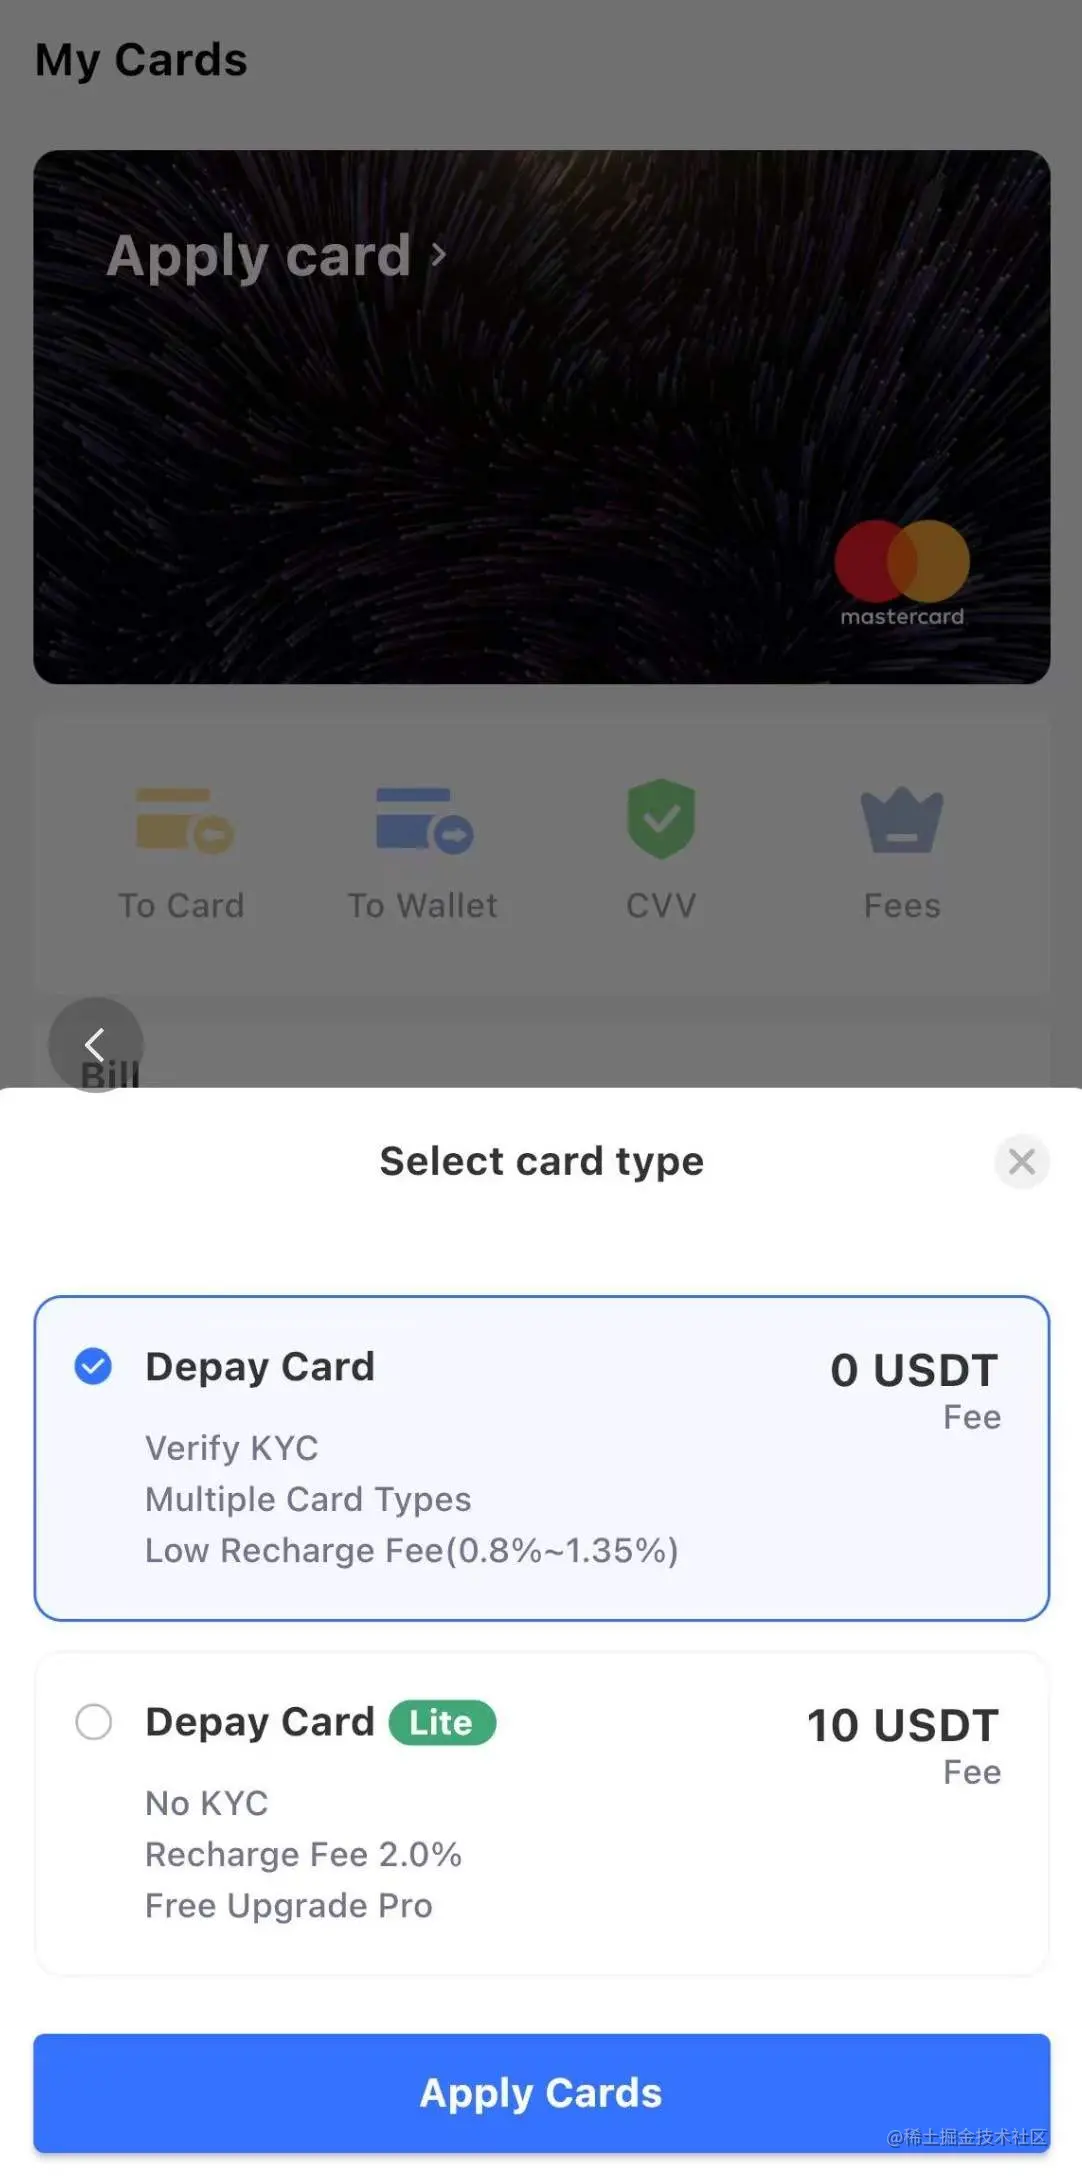 My Cards
Apply card
mastercard
To Card
To Wallet
CVV
Fees
Bill
Select card type
Depay Card
0 USDT
Fee
Verify KYC
Multiple Card Types
Low Recharge Fee(0.8%~1.35%)
Depay Card Lite
10 USDT
Fee
No KYC
Recharge Fee 2.0%
Free Upgrade Pro
Apply Cards
@稀土掘金技术社区